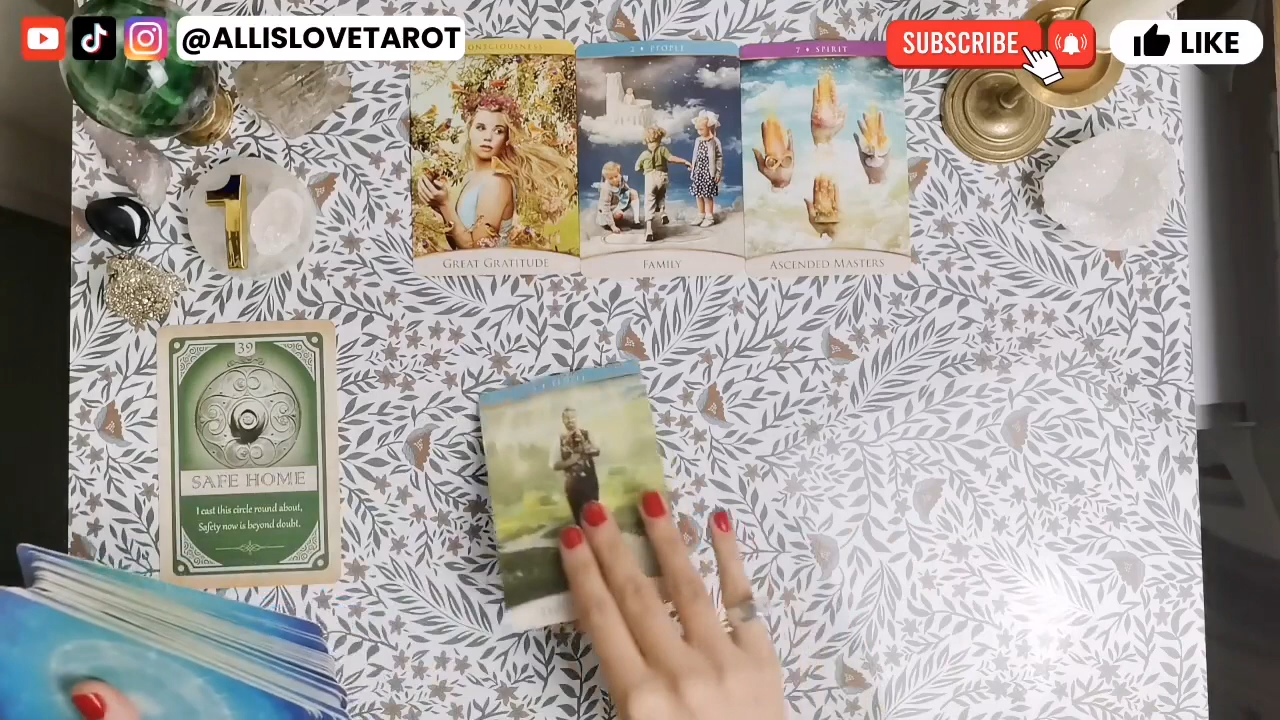 @ALLISLOVETAROT
SUBSCRIBE
LIKE
2 • PEOPLE
7 • SPIRIT
GREAT GRATITUDE
FAMILY
ASCENDED MASTERS
1
39
SAFE HOME
I cast this circle round about,
Safety now is beyond doubt.